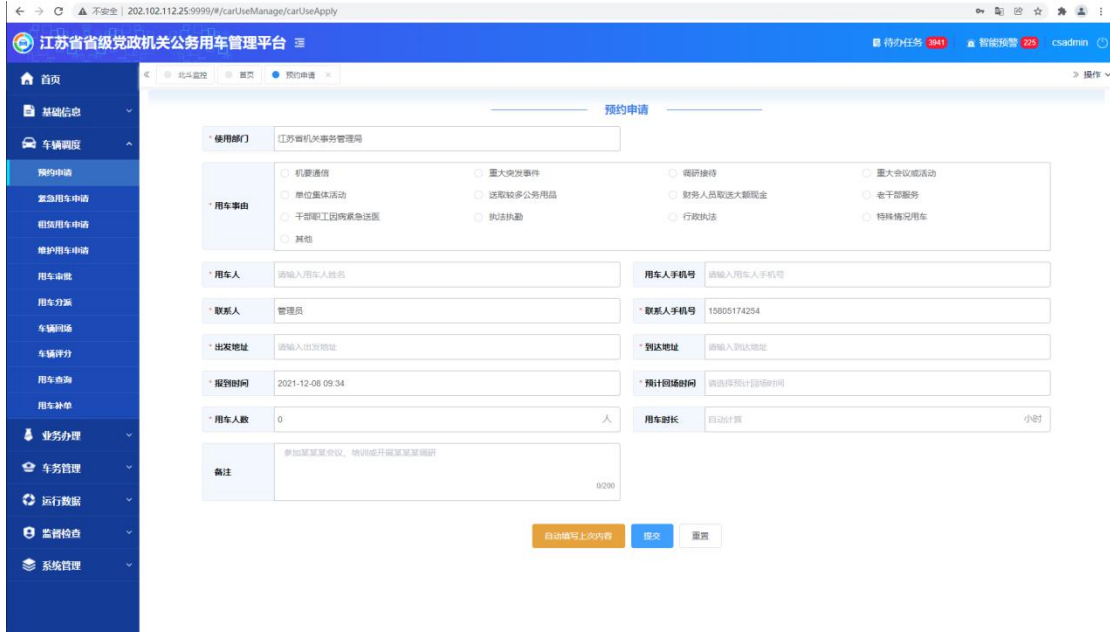 不安全 | 202.102.112.25:9999/#/carUseManage/carUseApply
江苏省省级党政机关公务用车管理平台
待办任务 3941 智能预警 225 csadmin
首页
北斗监控 首页 预约申请 ×
操作
基础信息
车辆调度
预约申请
紧急用车申请
租赁用车申请
维护用车申请
用车审批
用车分派
车辆回场
车辆评分
用车查询
用车补单
业务办理
车务管理
运行数据
监督检查
系统管理
预约申请
* 使用部门 江苏省机关事务管理局
* 用车事由
机要通信 重大突发事件 调研接待 重大会议或活动
单位集体活动 送取较多公务用品 财务人员取送大额现金 老干部服务
干部职工因病紧急送医 执法执勤 行政执法 特殊情况用车
其他
* 用车人 请输入用车人姓名 用车人手机号 请输入用车人手机号
* 联系人 管理员 * 联系人手机号 15805174254
* 出发地址 请输入出发地址 * 到达地址 请输入到达地址
* 报到时间 2021-12-08 09:34 * 预计回场时间 请选择预计回场时间
* 用车人数 0 人 用车时长 自动计算 小时
备注 参加某某某会议、培训或开展某某某调研
0/200
自动填写上次内容 提交 重置